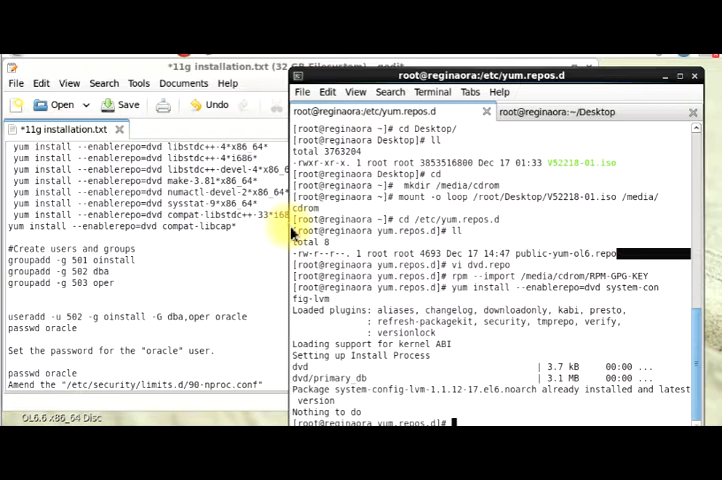 *11g installation.txt (32 GB Filesystem) - gedit
File Edit View Search Tools Documents Help
Open Save Undo
*11g installation.txt
yum install --enablerepo=dvd libstdc++-4*x86_64*
yum install --enablerepo=dvd libstdc++-4*i686*
yum install --enablerepo=dvd libstdc++-devel-4*x86_
yum install --enablerepo=dvd make-3.81*x86_64*
yum install --enablerepo=dvd numactl-devel-2*x86_64
yum install --enablerepo=dvd sysstat-9*x86_64*
yum install --enablerepo=dvd compat-libstdc++-33*i68
yum install --enablerepo=dvd compat-libcap*
#Create users and groups
groupadd -g 501 oinstall
groupadd -g 502 dba
groupadd -g 503 oper
useradd -u 502 -g oinstall -G dba,oper oracle
passwd oracle
Set the password for the "oracle" user.
passwd oracle
Amend the "/etc/security/limits.d/90-nproc.conf"
OL6.6 x86_64 Disc
root@reginaora:/etc/yum.repos.d
File Edit View Search Terminal Tabs Help
root@reginaora:/etc/yum.repos.d
root@reginaora:~/Desktop
[root@reginaora ~]# cd Desktop/
[root@reginaora Desktop]# ll
total 3763204
-rwxr-xr-x. 1 root root 3853516800 Dec 17 01:33 V52218-01.iso
[root@reginaora Desktop]# cd
[root@reginaora ~]# mkdir /media/cdrom
[root@reginaora ~]# mount -o loop /root/Desktop/V52218-01.iso /media/
cdrom
[root@reginaora ~]# cd /etc/yum.repos.d
[root@reginaora yum.repos.d]# ll
total 8
-rw-r--r--. 1 root root 4693 Dec 17 14:47 public-yum-ol6.repo
[root@reginaora yum.repos.d]# vi dvd.repo
[root@reginaora yum.repos.d]# rpm --import /media/cdrom/RPM-GPG-KEY
[root@reginaora yum.repos.d]# yum install --enablerepo=dvd system-con
fig-lvm
Loaded plugins: aliases, changelog, downloadonly, kabi, presto,
: refresh-packagekit, security, tmprepo, verify,
: versionlock
Loading support for kernel ABI
Setting up Install Process
dvd | 3.7 kB 00:00 ...
dvd/primary_db | 3.1 MB 00:00 ...
Package system-config-lvm-1.1.12-17.el6.noarch already installed and latest
version
Nothing to do
[root@reginaora yum.repos.d]#